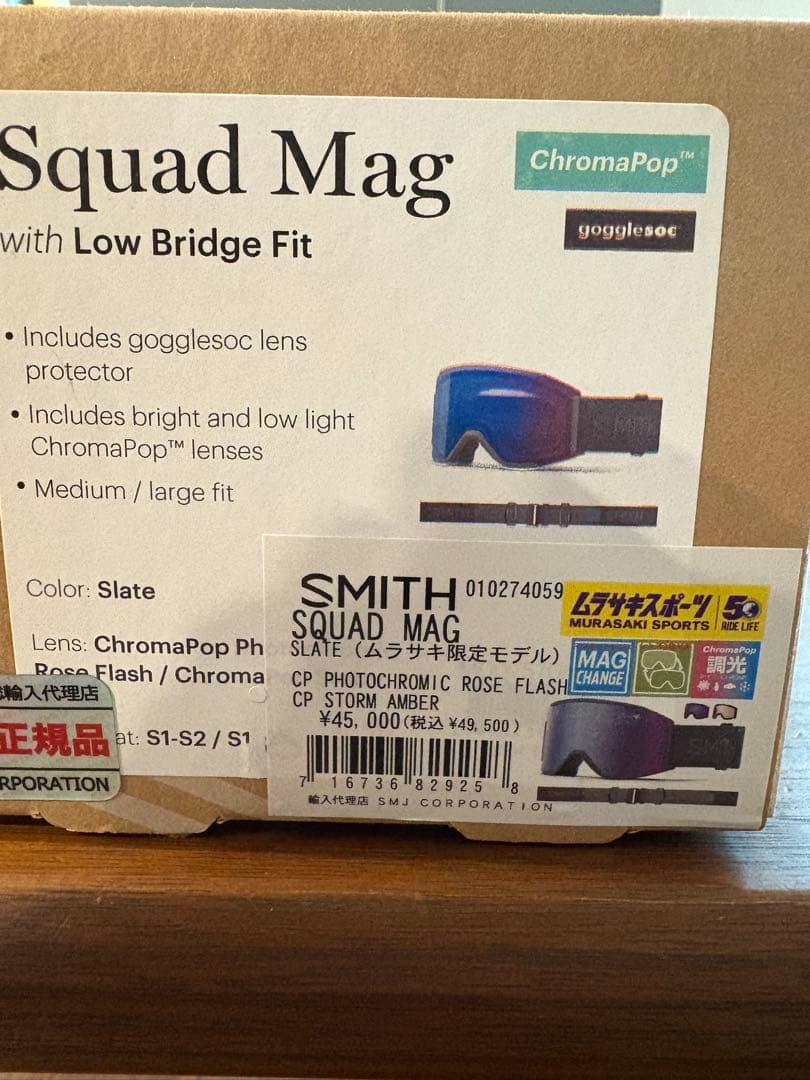 Squad Mag
with Low Bridge Fit
ChromaPop™
gogglesoc
• Includes gogglesoc lens
protector
• Includes bright and low light
ChromaPop™ lenses
• Medium / large fit
Color: Slate
Lens: ChromaPop Pho
Rose Flash / Chroma
at: S1-S2 / S1
輸入代理店
正規品
RPORATION
SMITH 010274059
SQUAD MAG
SLATE（ムラサキ限定モデル）
CP PHOTOCHROMIC ROSE FLASH
CP STORM AMBER
¥45,000(税込 ¥49,500)
7 16736 82925 8
輸入代理店 SMJ CORPORATION
ムラサキスポーツ
MURASAKI SPORTS
50
RIDE LIFE
MAG
CHANGE
ChromaPop
調光
SMITH